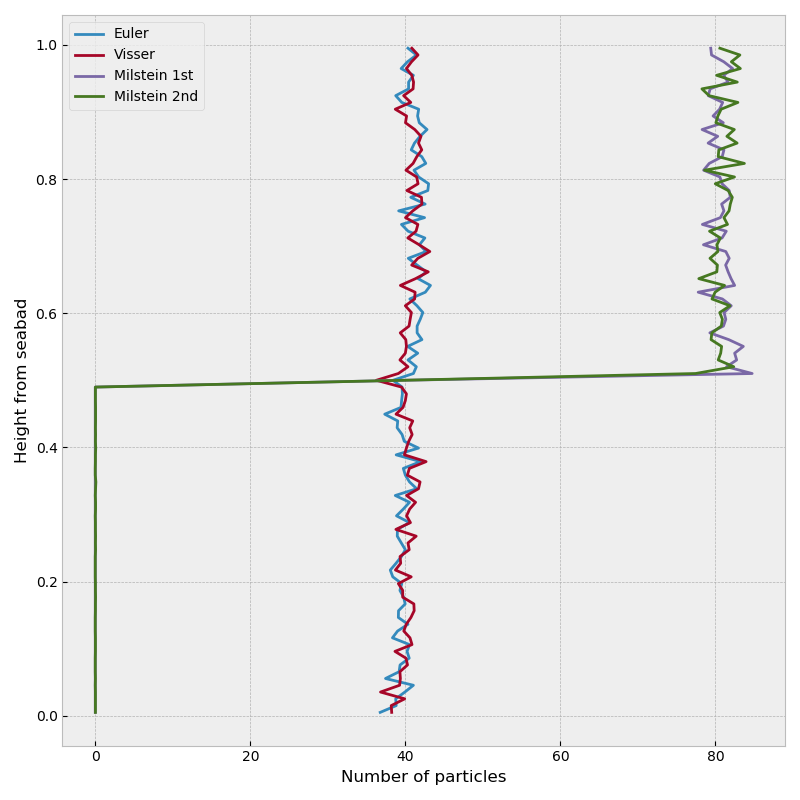 Euler
Visser
Milstein 1st
Milstein 2nd
1.0
0.8
0.6
0.4
0.2
0.0
Height from seabad
0 20 40 60 80
Number of particles